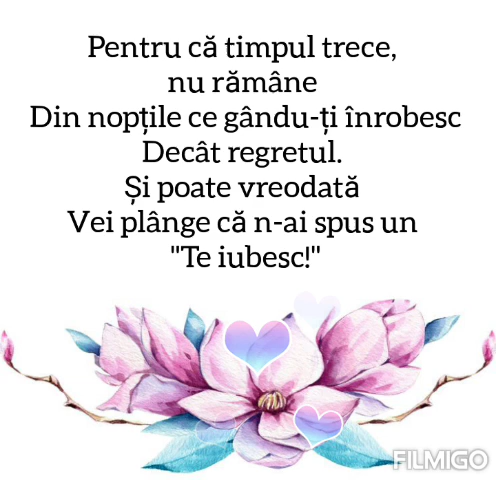 Pentru că timpul trece,
nu rămâne
Din nopțile ce gându-ți înrobesc
Decât regretul.
Și poate vreodată
Vei plânge că n-ai spus un
"Te iubesc!"
FILMIGO